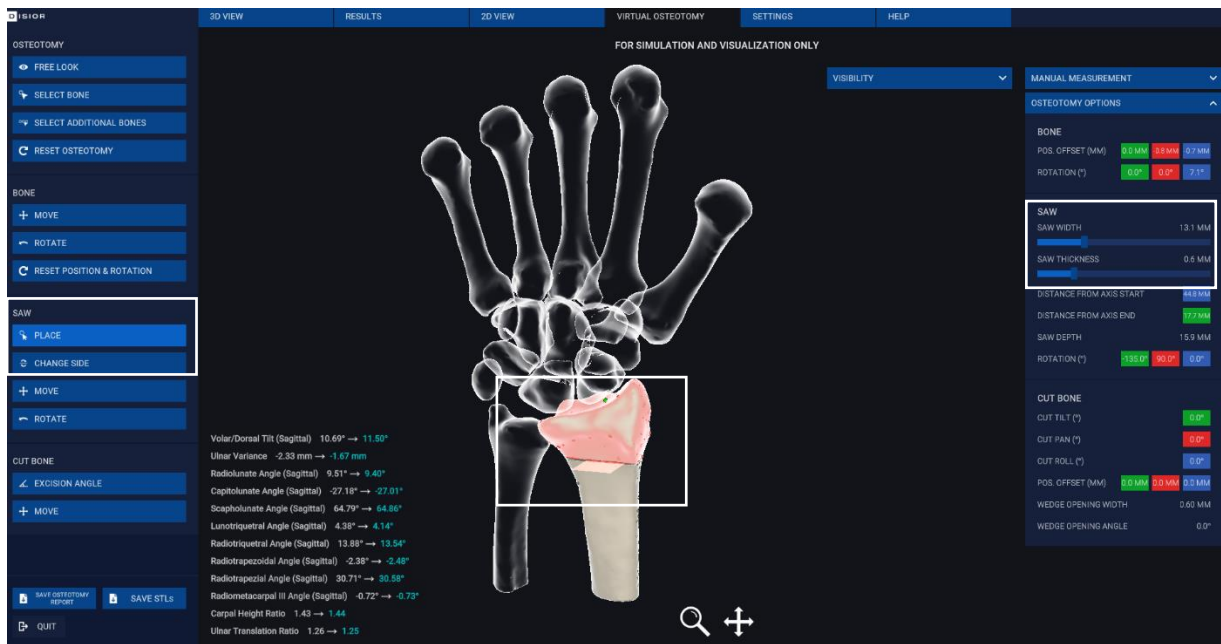 DISIOR
3D VIEW
RESULTS
2D VIEW
VIRTUAL OSTEOTOMY
SETTINGS
HELP
OSTEOTOMY
FREE LOOK
SELECT BONE
SELECT ADDITIONAL BONES
RESET OSTEOTOMY
BONE
MOVE
ROTATE
RESET POSITION & ROTATION
SAW
PLACE
CHANGE SIDE
MOVE
ROTATE
CUT BONE
EXCISION ANGLE
MOVE
SAVE OSTEOTOMY REPORT
SAVE STLs
QUIT
FOR SIMULATION AND VISUALIZATION ONLY
Volar/Dorsal Tilt (Sagittal) 10.69° → 11.50°
Ulnar Variance -2.33 mm → -1.67 mm
Radiolunate Angle (Sagittal) 9.51° → 9.40°
Capitolunate Angle (Sagittal) -27.18° → -27.01°
Scapholunate Angle (Sagittal) 64.79° → 64.86°
Lunotriquetral Angle (Sagittal) 4.38° → 4.14°
Radiotriquetral Angle (Sagittal) 13.88° → 13.54°
Radiotrapezoidal Angle (Sagittal) -2.38° → -2.48°
Radiotrapezial Angle (Sagittal) 30.71° → 30.58°
Radiometacarpal III Angle (Sagittal) -0.72° → -0.73°
Carpal Height Ratio 1.43 → 1.44
Ulnar Translation Ratio 1.26 → 1.25
VISIBILITY
MANUAL MEASUREMENT
OSTEOTOMY OPTIONS
BONE
POS. OFFSET (MM) 0.0 MM -0.8 MM -0.7 MM
ROTATION (°) 0.0° 0.0° 7.1°
SAW
SAW WIDTH 13.1 MM
SAW THICKNESS 0.6 MM
DISTANCE FROM AXIS START 44.8 MM
DISTANCE FROM AXIS END 17.7 MM
SAW DEPTH 15.9 MM
ROTATION (°) -135.0° 90.0° 0.0°
CUT BONE
CUT TILT (°) 0.0°
CUT PAN (°) 0.0°
CUT ROLL (°) 0.0°
POS. OFFSET (MM) 0.0 MM 0.0 MM 0.0 MM
WEDGE OPENING WIDTH 0.60 MM
WEDGE OPENING ANGLE 0.0°